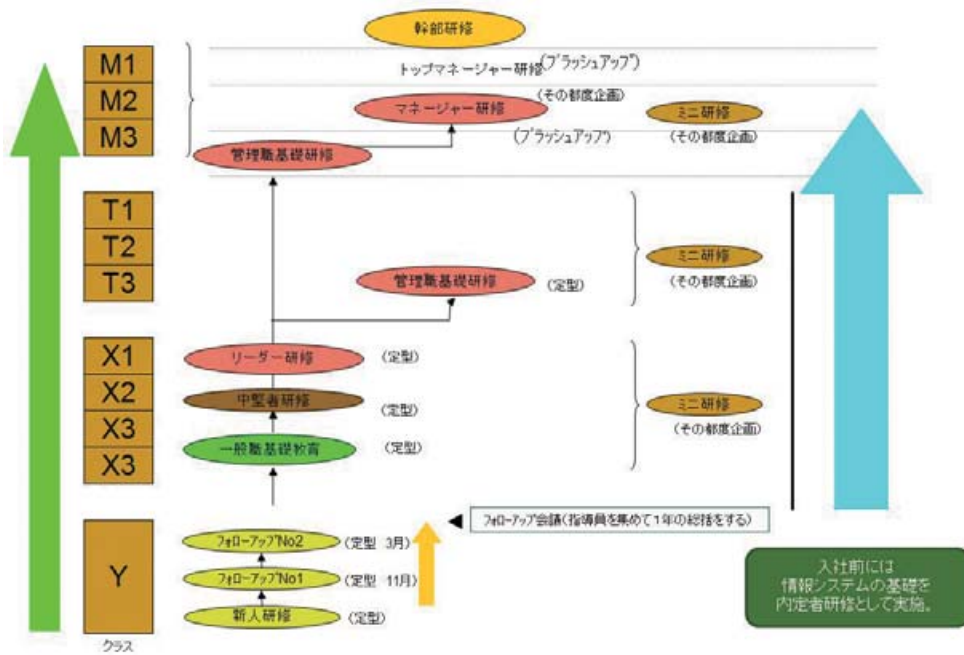 幹部研修
M1
トップマネージャー研修(ブラッシュアップ)
M2
(その都度企画)
マネージャー研修
ミニ研修
M3
(ブラッシュアップ)
(その都度企画)
管理職基礎研修
T1
T2
ミニ研修
T3
管理職基礎研修
(定型)
(その都度企画)
X1
リーダー研修
(定型)
X2
中堅者研修
(定型)
ミニ研修
X3
(その都度企画)
一般職基礎教育
(定型)
X3
フォローアップ会議(指導員を集めて1年の総括をする)
フォローアップNo2
(定型 3月)
Y
フォローアップNo1
(定型 11月)
新人研修
(定型)
入社前には
情報システムの基礎を
内定者研修として実施。
クラス